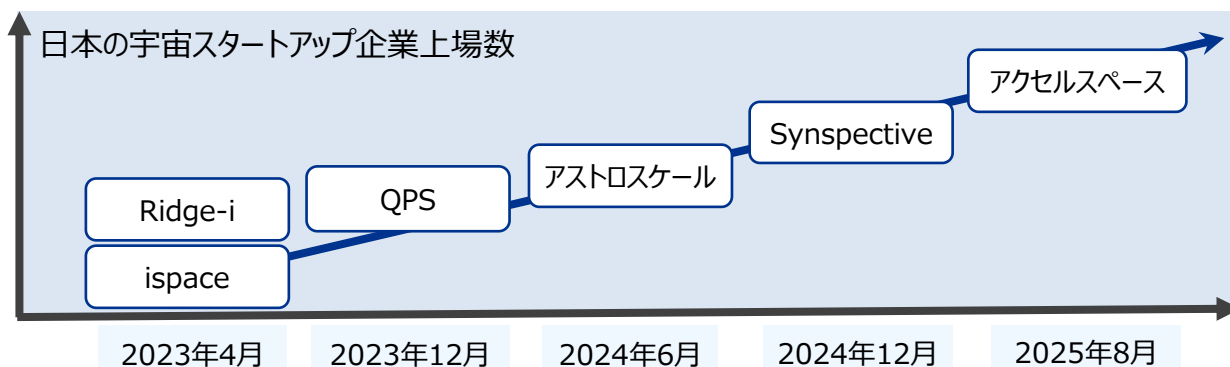 日本の宇宙スタートアップ企業上場数
アクセルスペース
Synspective
アストロスケール
QPS
Ridge-i
ispace
2023年4月
2023年12月
2024年6月
2024年12月
2025年8月